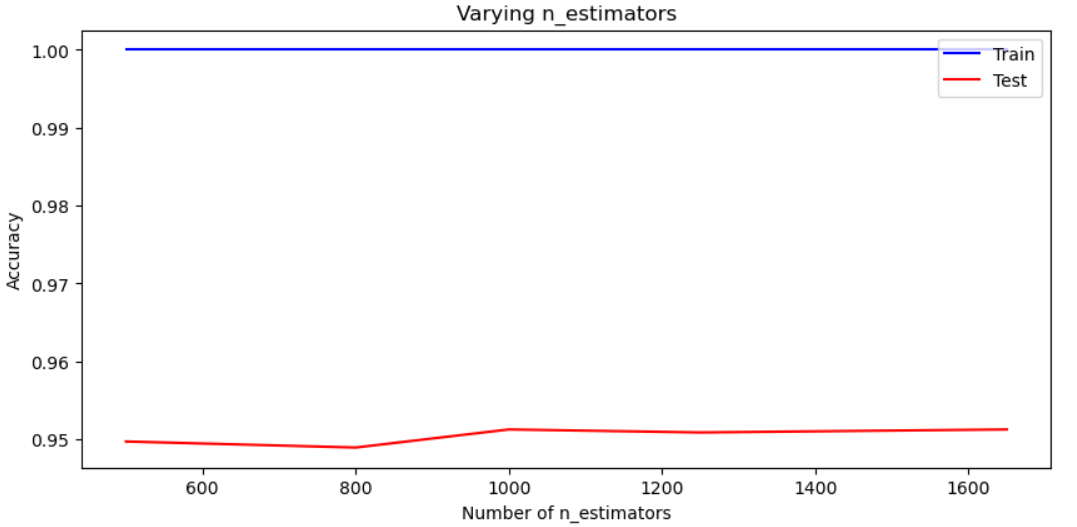 Varying n_estimators
1.00
0.99
0.98
0.97
0.96
0.95
Accuracy
Train
Test
600 800 1000 1200 1400 1600
Number of n_estimators